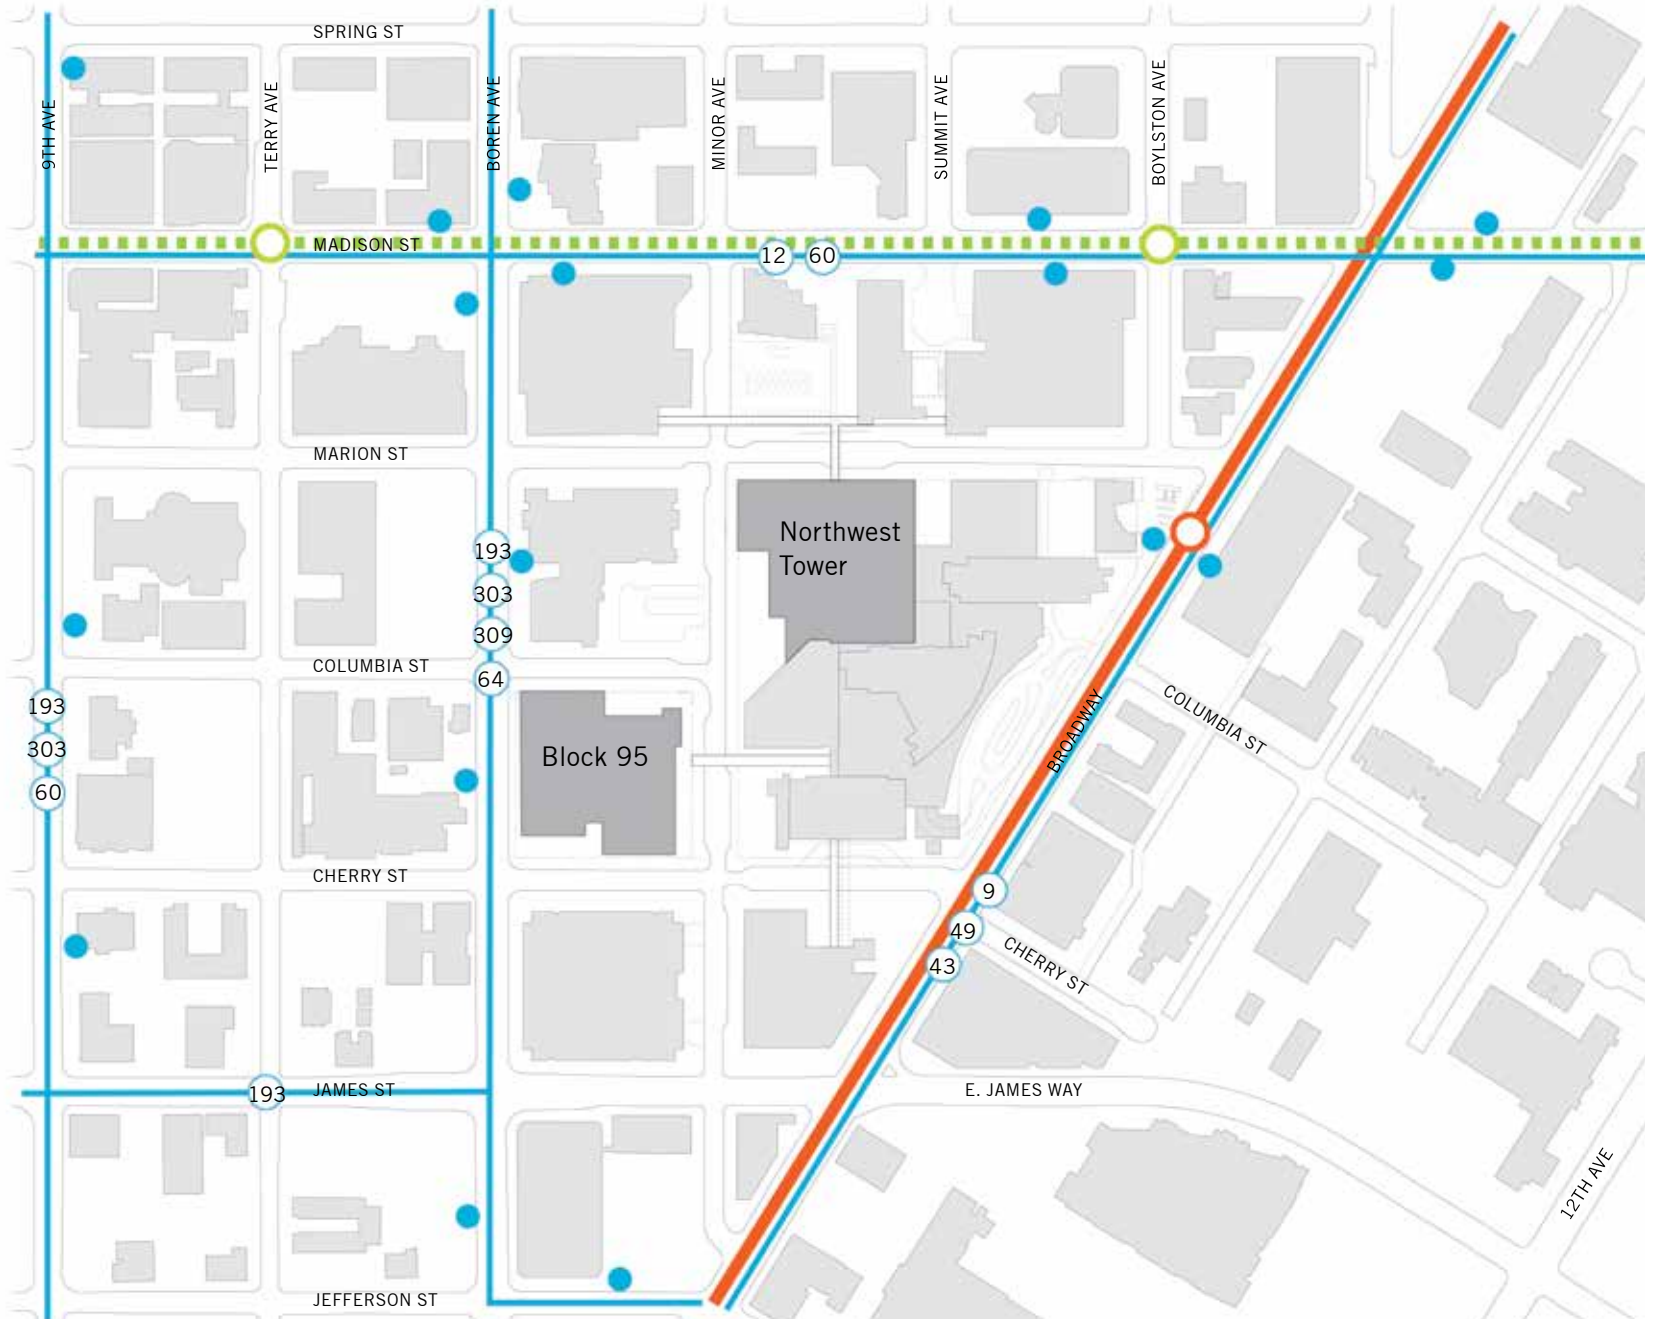 SPRING ST
9TH AVE
TERRY AVE
BOREN AVE
MINOR AVE
SUMMIT AVE
BOYLSTON AVE
MADISON ST
12
60
MARION ST
Northwest
Tower
193
303
309
64
COLUMBIA ST
193
303
60
Block 95
BROADWAY
COLUMBIA ST
CHERRY ST
9
49
43
CHERRY ST
193
JAMES ST
E. JAMES WAY
12TH AVE
JEFFERSON ST